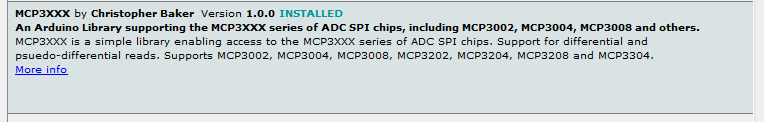 MCP3XXX by Christopher Baker Version 1.0.0 INSTALLED
An Arduino Library supporting the MCP3XXX series of ADC SPI chips, including MCP3002, MCP3004, MCP3008 and others.
MCP3XXX is a simple library enabling access to the MCP3XXX series of ADC SPI chips. Support for differential and
psuedo-differential reads. Supports MCP3002, MCP3004, MCP3008, MCP3202, MCP3204, MCP3208 and MCP3304.
More info